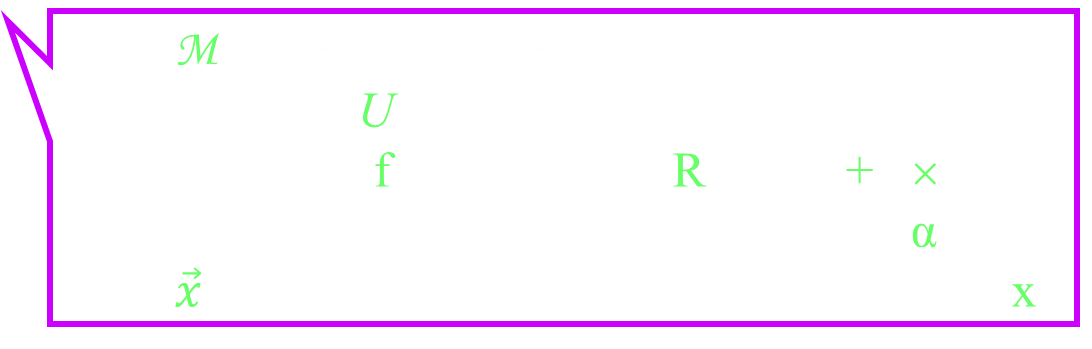 ℳ
U
f R + ×
α
x⃗ x